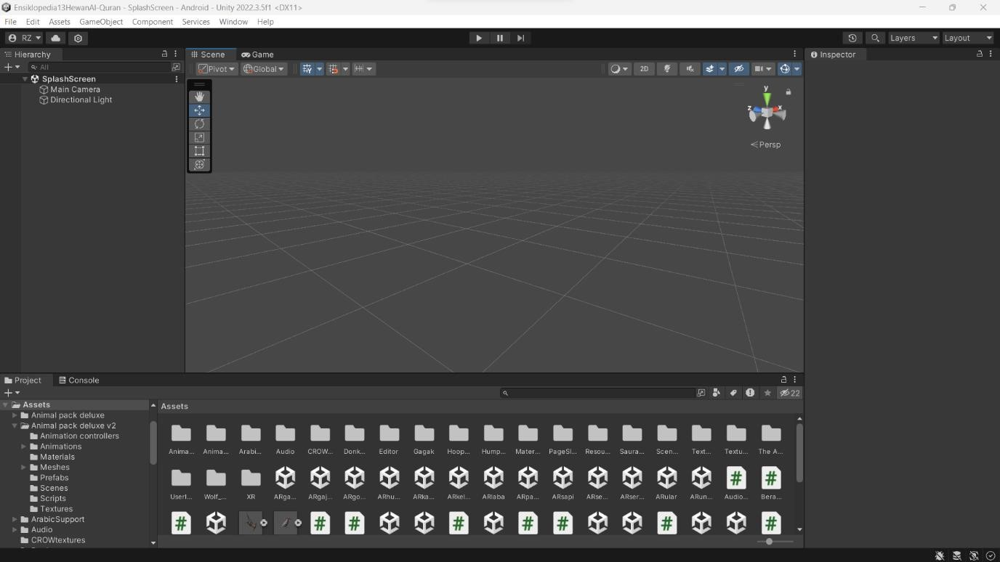 Ensiklopedia13HewanAl-Quran - SplashScreen - Android - Unity 2022.3.5f1 <DX11>
File Edit Assets GameObject Component Services Window Help
RZ Layers Layout
Hierarchy Scene Game Inspector
All Pivot Global 2D
SplashScreen
Main Camera
Directional Light
y
z x
Persp
Project Console
22
Assets
Animal pack deluxe
Animal pack deluxe v2
Animation controllers
Animations
Materials
Meshes
Prefabs
Scenes
Scripts
Textures
ArabicSupport
Audio
CROWtextures
Assets
Anima... Anima... Arabi... Audio CROW... Donk... Editor Gagak Hoop... Hump... Mater... PageSl... Resou... Saura... Scen... Text... Textu... The A...
UserI... Wolf_... XR ARga... ARgaj... ARgo... ARhu... ARka... ARkel... ARlaba ARpa... ARsapi ARse... ARser... ARular ARun... Audio... Bera...